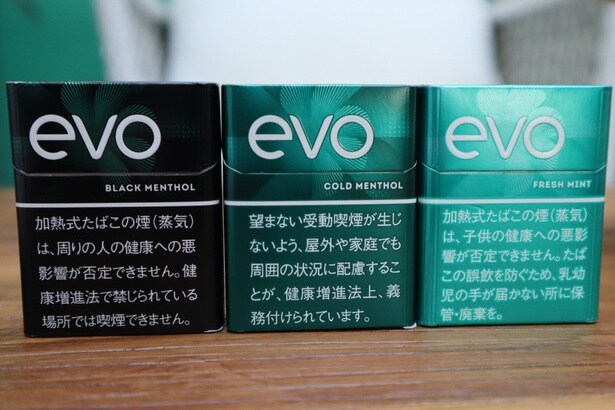 evo
BLACK MENTHOL
加熱式たばこの煙(蒸気)
は、周りの人の健康への悪
影響が否定できません。健
康増進法で禁じられている
場所では喫煙できません。
evo
COLD MENTHOL
望まない受動喫煙が生じ
ないよう、屋外や家庭でも
周囲の状況に配慮するこ
とが、健康増進法上、義
務付けられています。
evo
FRESH MINT
加熱式たばこの煙(蒸気)
は、子供の健康への悪影
響が否定できません。たば
この誤飲を防ぐため、乳幼
児の手が届かない所に保
管・廃棄を。